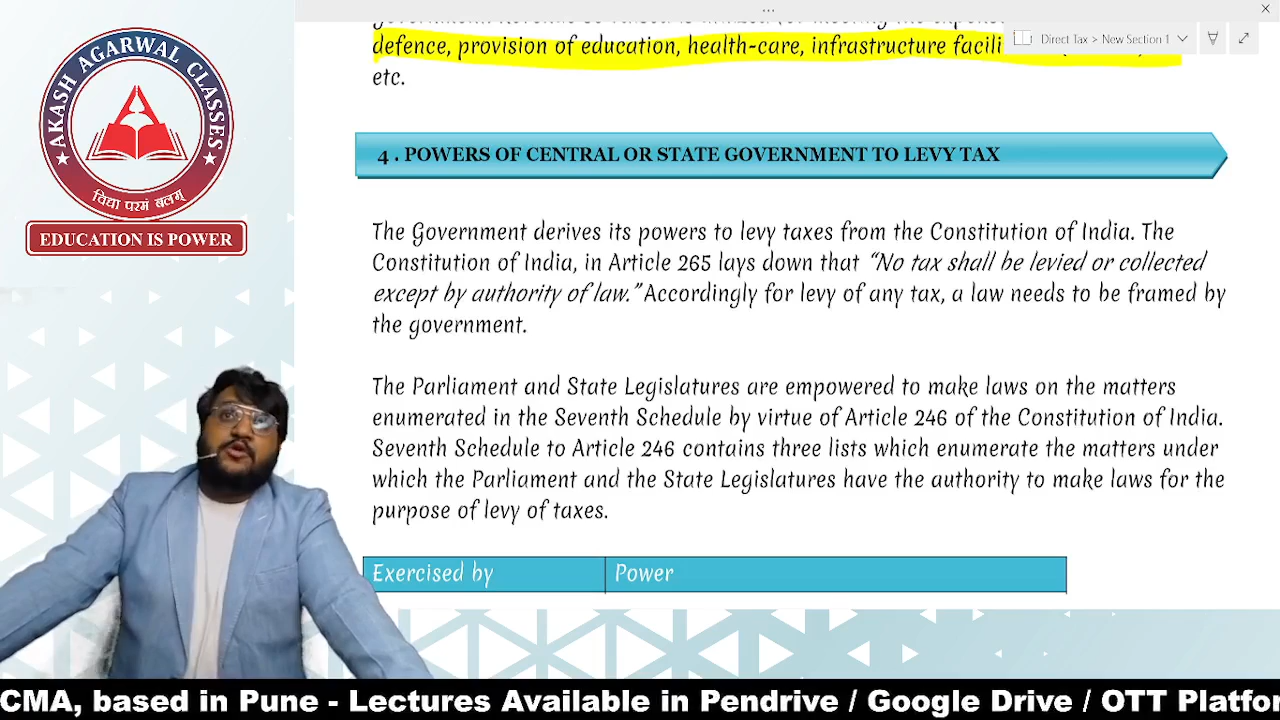 AKASH AGARWAL CLASSES
विद्या परमं बलम्
EDUCATION IS POWER
Direct Tax > New Section 1
defence, provision of education, health-care, infrastructure facili
etc.
4 . POWERS OF CENTRAL OR STATE GOVERNMENT TO LEVY TAX
The Government derives its powers to levy taxes from the Constitution of India. The
Constitution of India, in Article 265 lays down that “No tax shall be levied or collected
except by authority of law.” Accordingly for levy of any tax, a law needs to be framed by
the government.
The Parliament and State Legislatures are empowered to make laws on the matters
enumerated in the Seventh Schedule by virtue of Article 246 of the Constitution of India.
Seventh Schedule to Article 246 contains three lists which enumerate the matters under
which the Parliament and the State Legislatures have the authority to make laws for the
purpose of levy of taxes.
Exercised by Power
CMA, based in Pune - Lectures Available in Pendrive / Google Drive / OTT Platfor